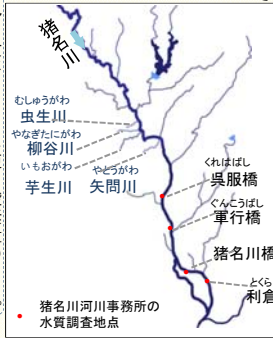 猪名川
むしゅうがわ
虫生川
やなぎたにがわ
柳谷川
いもおがわ
芋生川
やとうがわ
矢問川
くれはばし
呉服橋
ぐんこうばし
軍行橋
猪名川橋
とくら
利倉
猪名川河川事務所の
水質調査地点